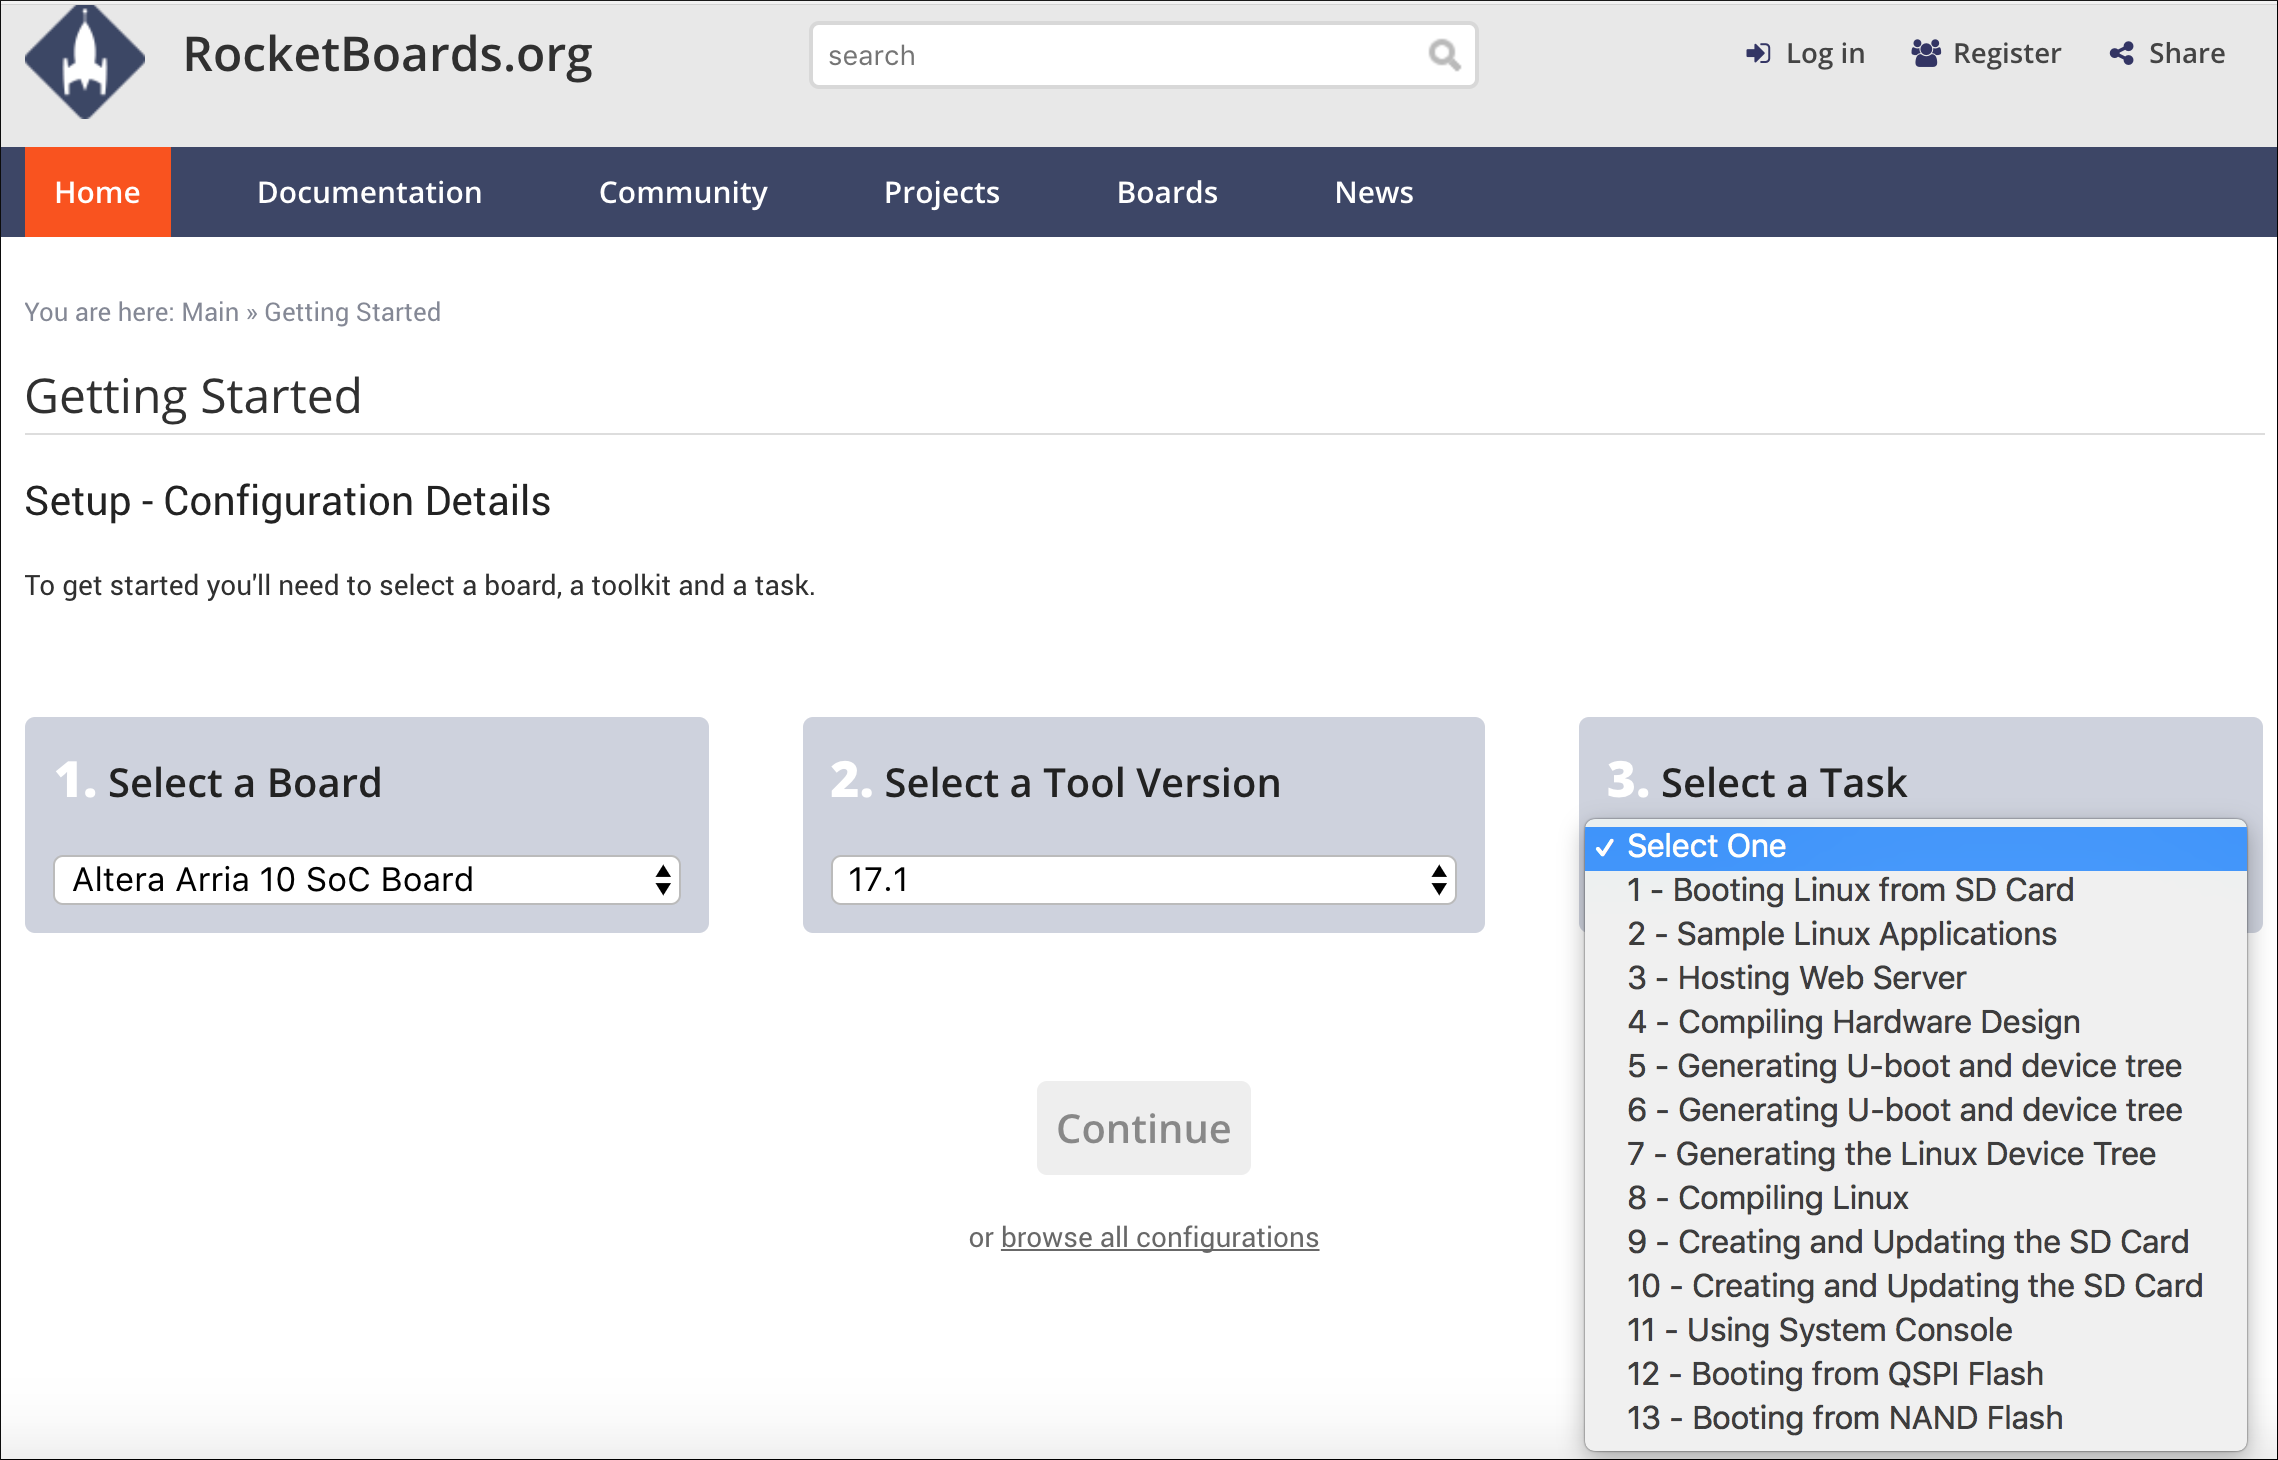 RocketBoards.org
search
Log in
Register
Share
Home
Documentation
Community
Projects
Boards
News
You are here: Main » Getting Started
Getting Started
Setup - Configuration Details
To get started you'll need to select a board, a toolkit and a task.
1. Select a Board
Altera Arria 10 SoC Board
2. Select a Tool Version
17.1
3. Select a Task
✓ Select One
1 - Booting Linux from SD Card
2 - Sample Linux Applications
3 - Hosting Web Server
4 - Compiling Hardware Design
5 - Generating U-boot and device tree
6 - Generating U-boot and device tree
7 - Generating the Linux Device Tree
8 - Compiling Linux
9 - Creating and Updating the SD Card
10 - Creating and Updating the SD Card
11 - Using System Console
12 - Booting from QSPI Flash
13 - Booting from NAND Flash
Continue
or browse all configurations